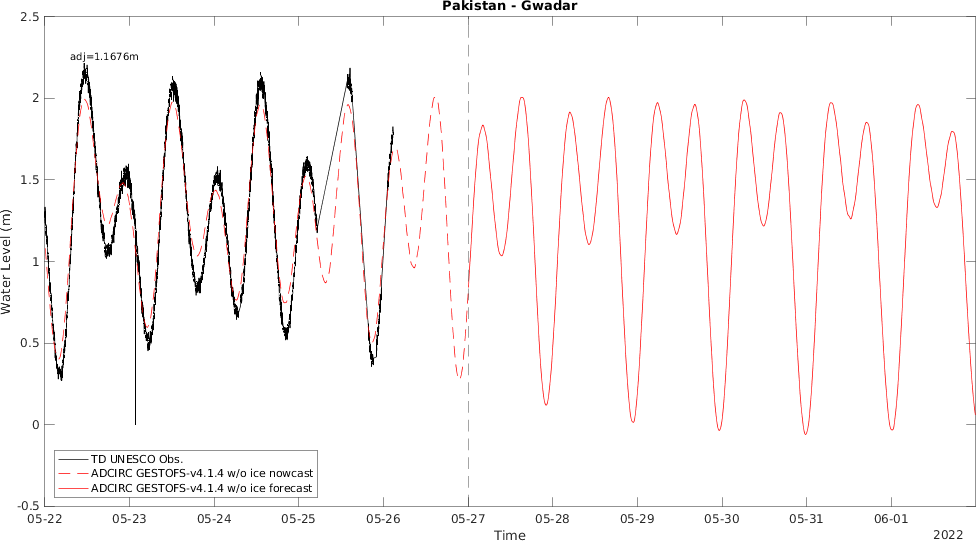 Pakistan - Gwadar
adj=1.1676m
2.5
2
1.5
1
0.5
0
-0.5
Water Level (m)
TD UNESCO Obs.
ADCIRC GESTOFS-v4.1.4 w/o ice nowcast
ADCIRC GESTOFS-v4.1.4 w/o ice forecast
05-22 05-23 05-24 05-25 05-26 05-27 05-28 05-29 05-30 05-31 06-01
Time
2022